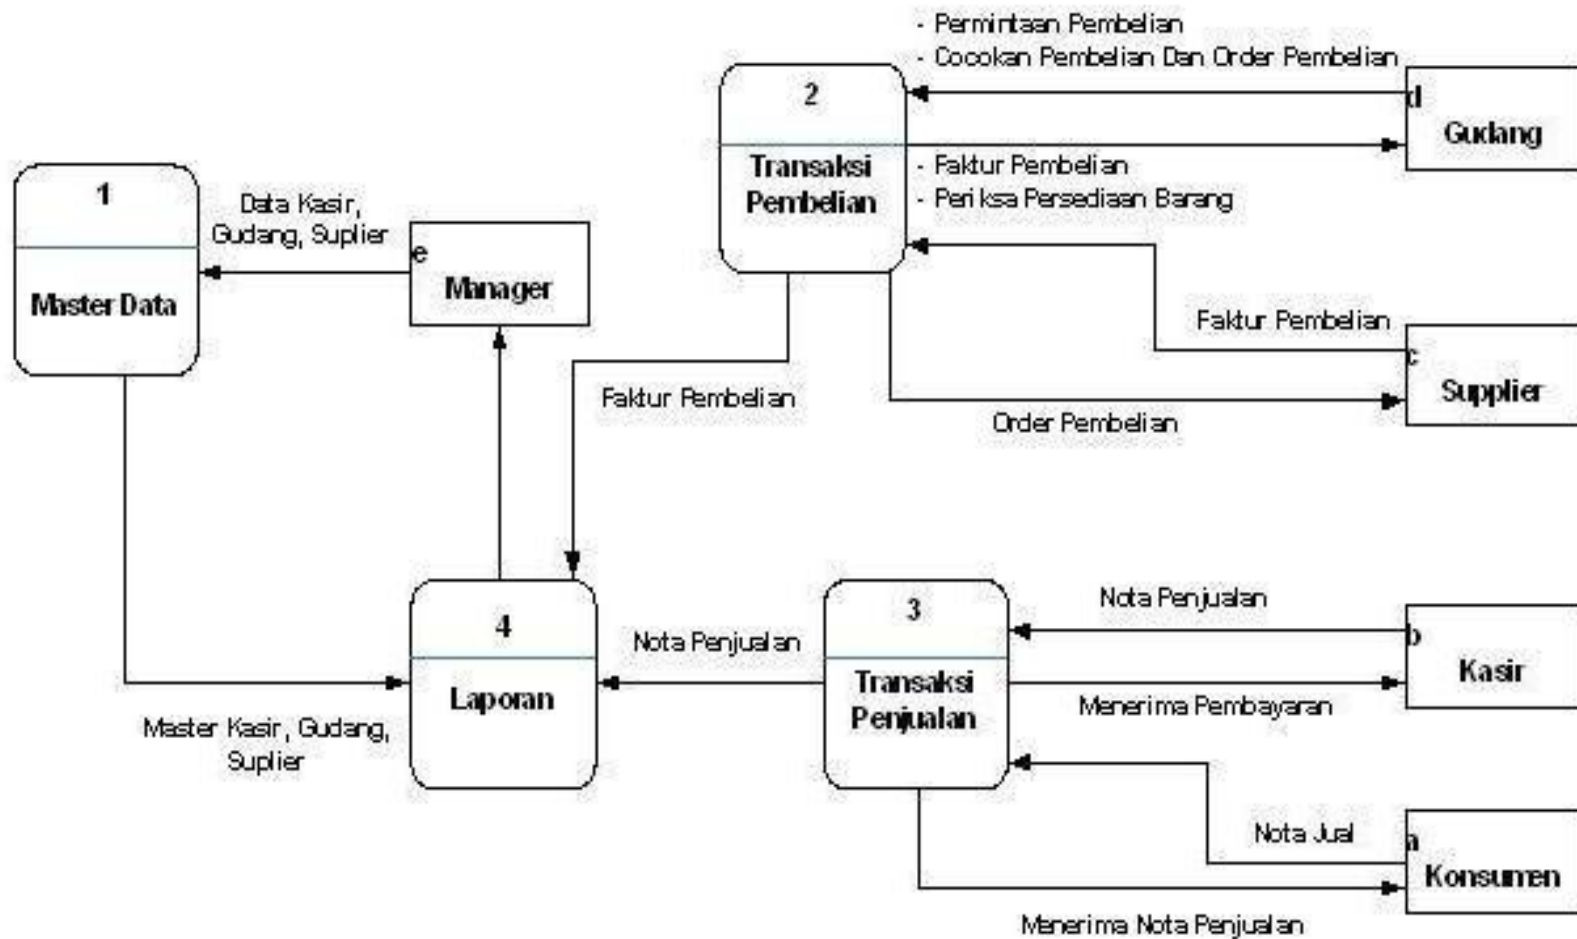 - Permintaan Pembelian
- Cocokan Pembelian Dan Order Pembelian
2
Transaksi
Pembelian
d
Gudang
- Faktur Pembelian
- Periksa Persediaan Barang
1
Master Data
Data Kasir,
Gudang, Suplier
e
Manager
Faktur Pembelian
c
Supplier
Faktur Pembelian
Order Pembelian
4
Laporan
Nota Penjualan
3
Transaksi
Penjualan
Nota Penjualan
b
Kasir
Menerima Pembayaran
Master Kasir, Gudang,
Suplier
Nota Jual
a
Konsumen
Menerima Nota Penjualan